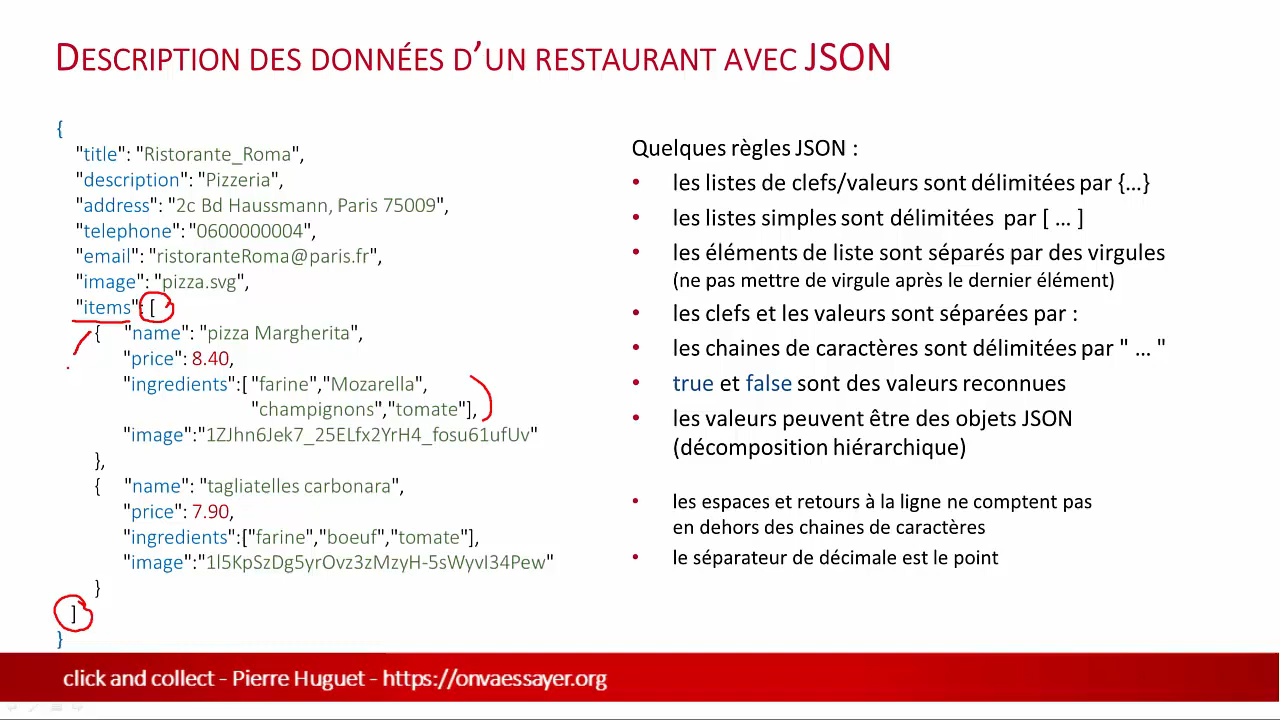 DESCRIPTION DES DONNÉES D'UN RESTAURANT AVEC JSON
{
"title": "Ristorante_Roma",
"description": "Pizzeria",
"address": "2c Bd Haussmann, Paris 75009",
"telephone": "0600000004",
"email": "ristoranteRoma@paris.fr",
"image": "pizza.svg",
"items": [
{ "name": "pizza Margherita",
"price": 8.40,
"ingredients":[ "farine","Mozarella",
"champignons","tomate"],
"image":"1ZJhn6Jek7_25ELfx2YrH4_fosu61ufUv"
},
{ "name": "tagliatelles carbonara",
"price": 7.90,
"ingredients":["farine","boeuf","tomate"],
"image":"1l5KpSzDg5yrOvz3zMzyH-5sWyvI34Pew"
}
]
}
Quelques règles JSON :
• les listes de clefs/valeurs sont délimitées par {…}
• les listes simples sont délimitées par [ … ]
• les éléments de liste sont séparés par des virgules
(ne pas mettre de virgule après le dernier élément)
• les clefs et les valeurs sont séparées par :
• les chaines de caractères sont délimitées par " … "
• true et false sont des valeurs reconnues
• les valeurs peuvent être des objets JSON
(décomposition hiérarchique)
• les espaces et retours à la ligne ne comptent pas
en dehors des chaines de caractères
• le séparateur de décimale est le point
click and collect - Pierre Huguet - https://onvaessayer.org